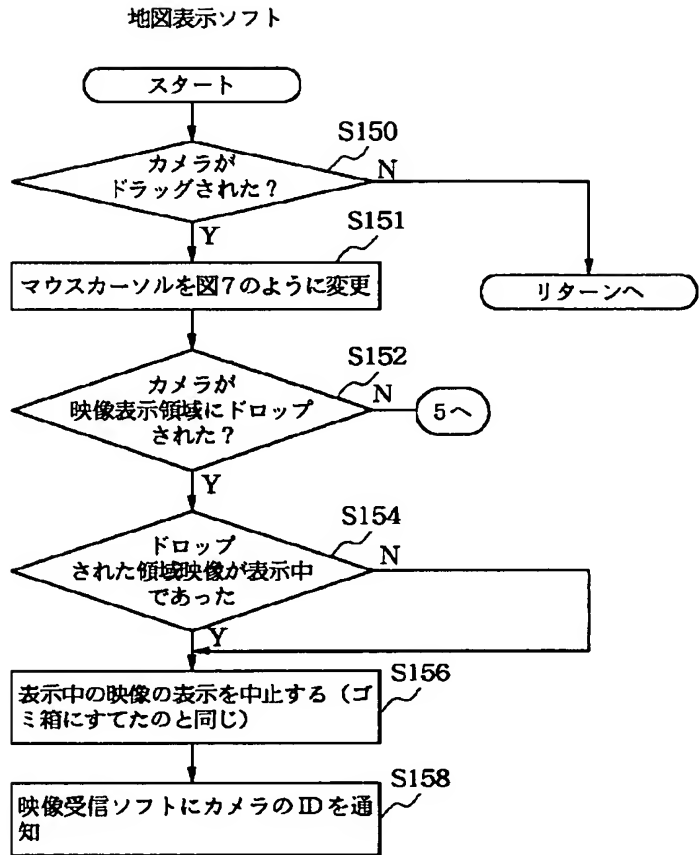 地図表示ソフト
スタート
S150
カメラが
ドラッグされた？
N
Y
S151
マウスカーソルを図7のように変更
リターンへ
S152
カメラが
映像表示領域にドロップ
された？
N
5へ
Y
S154
ドロップ
された領域映像が表示中
であった
N
Y
S156
表示中の映像の表示を中止する（ゴ
ミ箱にすてたのと同じ）
S158
映像受信ソフトにカメラのIDを通
知